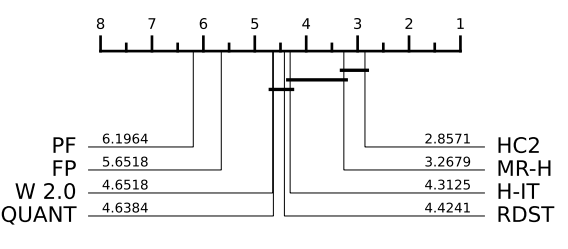 8 7 6 5 4 3 2 1
PF 6.1964 2.8571 HC2
FP 5.6518 3.2679 MR-H
W 2.0 4.6518 4.3125 H-IT
QUANT 4.6384 4.4241 RDST